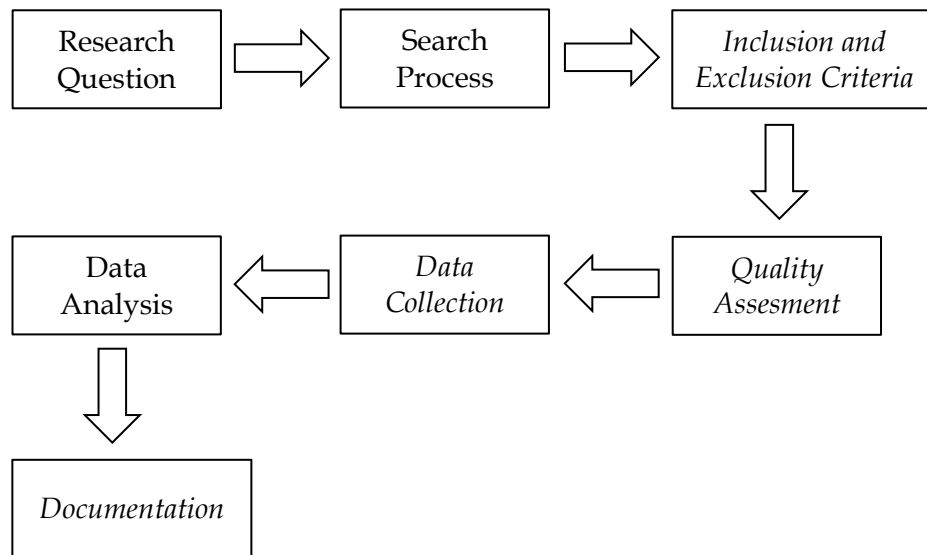 Research
Question
Search
Process
Inclusion and
Exclusion Criteria
Quality
Assesment
Data
Collection
Data
Analysis
Documentation